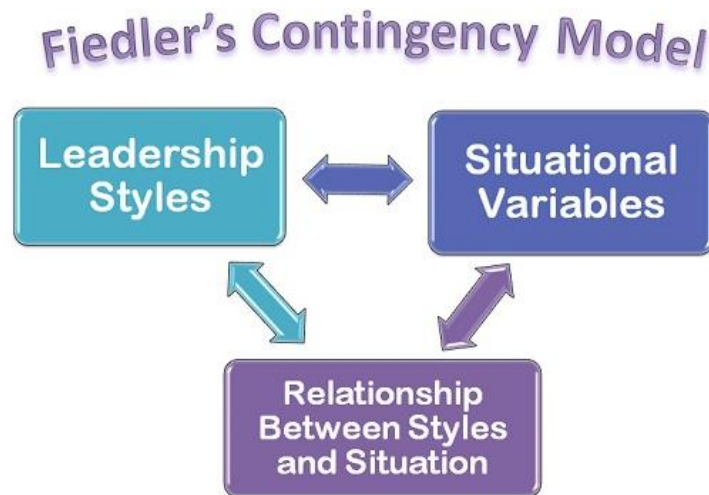 Fiedler's Contingency Model
Leadership
Styles
Situational
Variables
Relationship
Between Styles
and Situation